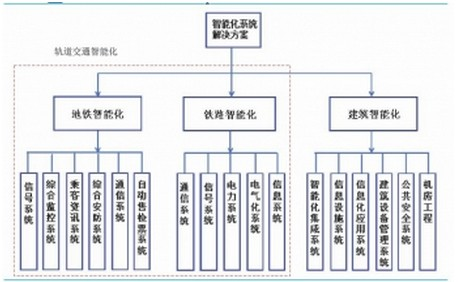 智能化系统
解决方案
轨道交通智能化
地铁智能化
铁路智能化
建筑智能化
信号系统
综合监控系统
乘客资讯系统
综合安防系统
通信系统
自动售检票系统
通信系统
信号系统
电力系统
电气化系统
信息系统
智能化集成系统
信息设施系统
信息化应用系统
建筑设备管理系统
公共安全系统
机房工程